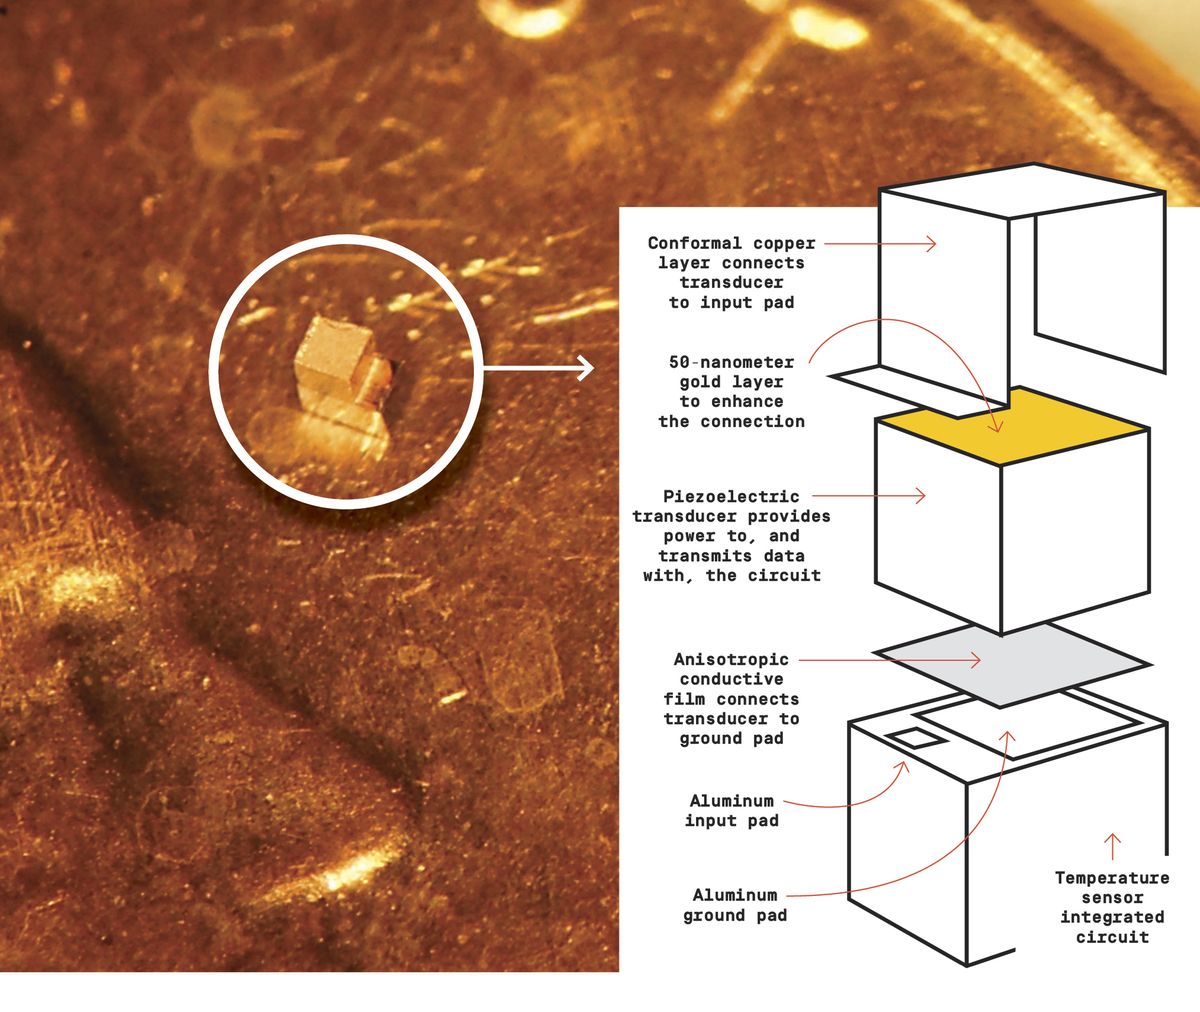 Conformal copper
layer connects
transducer
to input pad
50-nanometer
gold layer
to enhance
the connection
Piezoelectric
transducer provides
power to, and
transmits data
with, the circuit
Anisotropic
conductive
film connects
transducer to
ground pad
Aluminum
input pad
Aluminum
ground pad
Temperature
sensor
integrated
circuit